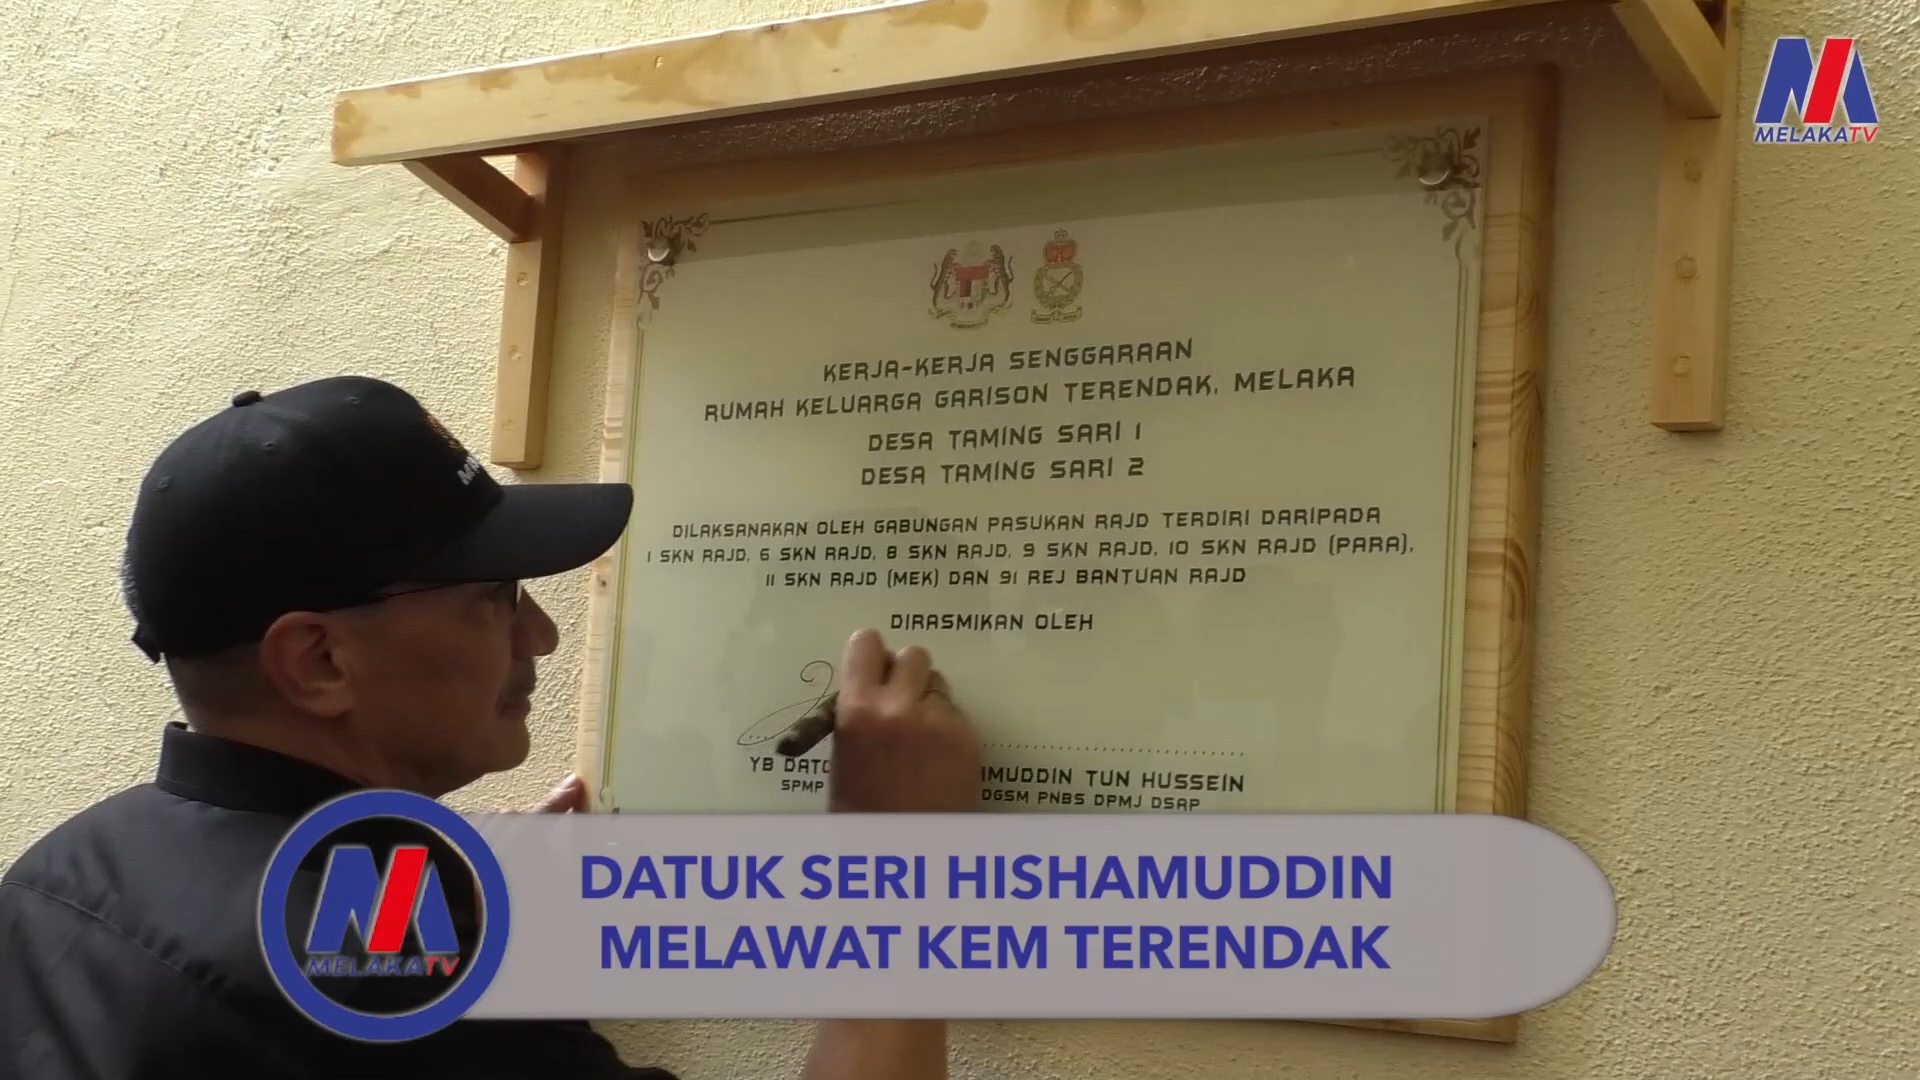 MELAKATV
KERJA-KERJA SENGGARAAN
RUMAH KELUARGA GARISON TERENDAK, MELAKA
DESA TAMING SARI 1
DESA TAMING SARI 2
DILAKSANAKAN OLEH GABUNGAN PASUKAN RAJD TERDIRI DARIPADA
1 SKN RAJD, 6 SKN RAJD, 8 SKN RAJD, 9 SKN RAJD, 10 SKN RAJD (PARA),
11 SKN RAJD (MEK) DAN 91 REJ BANTUAN RAJD
DIRASMIKAN OLEH
YB TUN HUSSEIN
SPMP DGSM PNBS DPMJ DSAP
DATUK SERI HISHAMUDDIN
MELAWAT KEM TERENDAK
MELAKATV